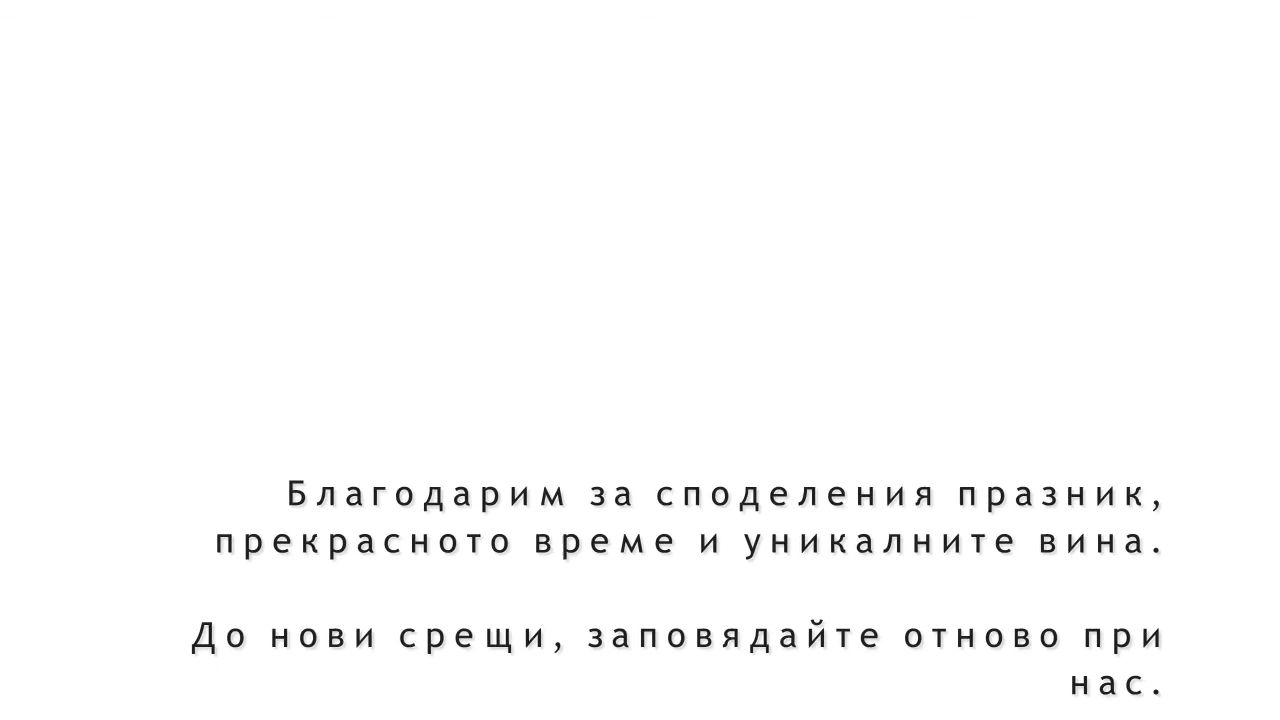 Благодарим за споделения празник,
прекрасното време и уникалните вина.
До нови срещи, заповядайте отново при
нас.